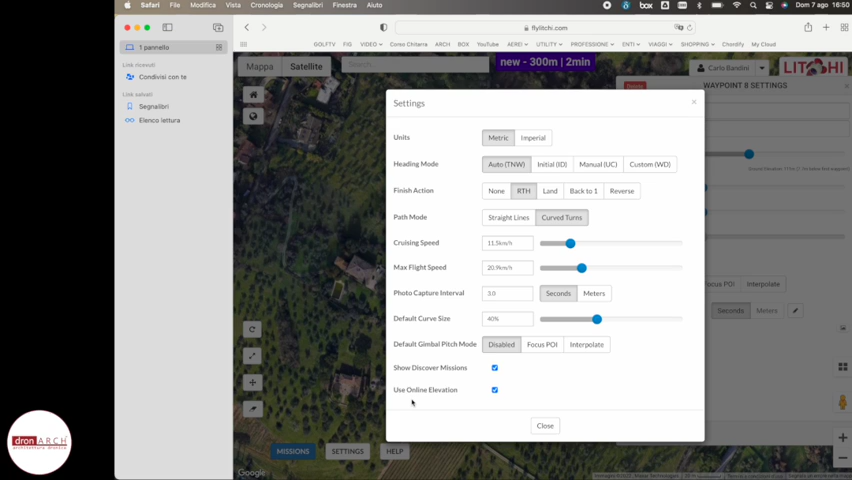 Safari File Modifica Vista Cronologia Segnalibri Finestra Aiuto
box
Dom 7 ago 16:50
flylitchi.com
GOLFTV FIG VIDEO Corso Chitarra ARCH BOX YouTube AEREI UTILITY PROFESSIONE ENTI VIAGGI SHOPPING Chordify My Cloud
1 pannello
Link ricevuti
Condivisi con te
Link salvati
Segnalibri
Elenco lettura
Mappa Satellite
Search...
new - 300m | 2min
Carlo Bandini
LITCHI
WAYPOINT 8 SETTINGS
Settings
Units Metric Imperial
Heading Mode Auto (TNW) Initial (ID) Manual (UC) Custom (WD)
Finish Action None RTH Land Back to 1 Reverse
Path Mode Straight Lines Curved Turns
Cruising Speed 11.5km/h
Max Flight Speed 20.9km/h
Photo Capture Interval 3.0 Seconds Meters
Default Curve Size 40%
Default Gimbal Pitch Mode Disabled Focus POI Interpolate
Show Discover Missions
Use Online Elevation
Close
Focus POI Interpolate
Seconds Meters
MISSIONS SETTINGS HELP
Google
dronARCH
architettura dronica